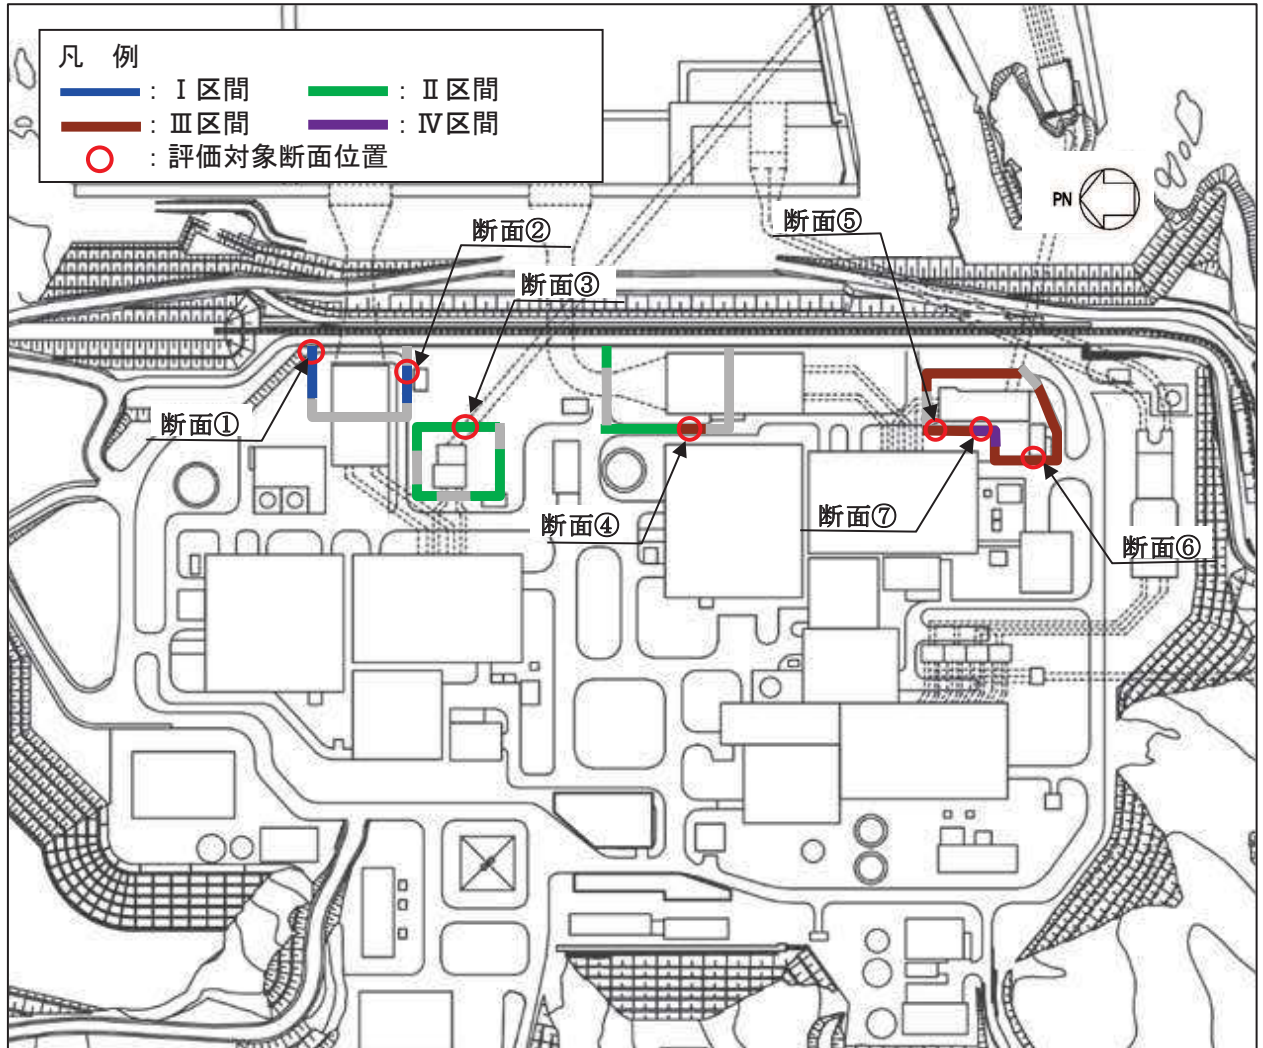 凡　例
：Ⅰ区間　：Ⅱ区間
：Ⅲ区間　：Ⅳ区間
：評価対象断面位置
PN
断面⑤
断面②
断面③
断面①
断面④
断面⑦
断面⑥